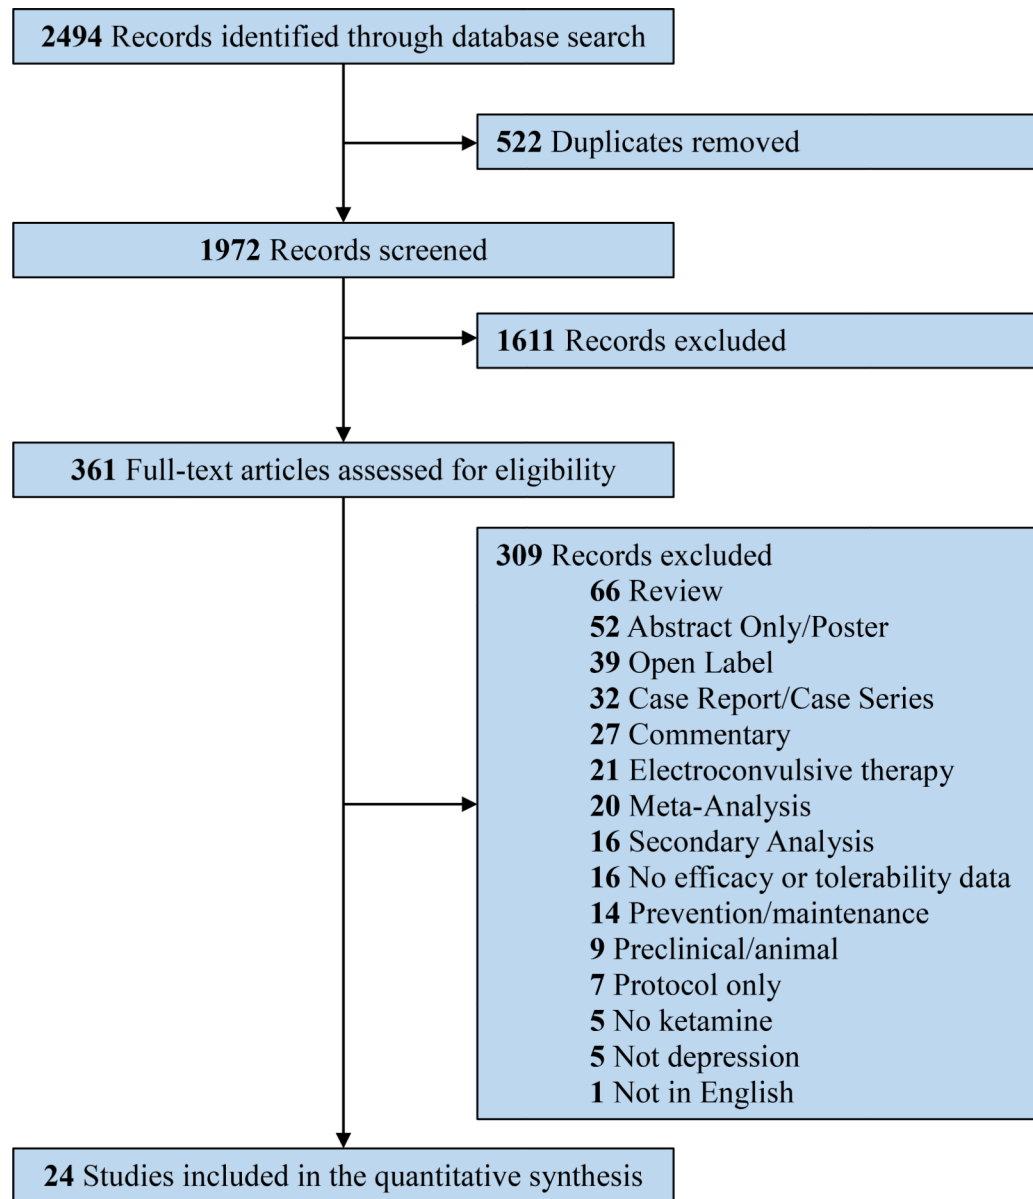 2494 Records identified through database search
522 Duplicates removed
1972 Records screened
1611 Records excluded
361 Full-text articles assessed for eligibility
309 Records excluded
66 Review
52 Abstract Only/Poster
39 Open Label
32 Case Report/Case Series
27 Commentary
21 Electroconvulsive therapy
20 Meta-Analysis
16 Secondary Analysis
16 No efficacy or tolerability data
14 Prevention/maintenance
9 Preclinical/animal
7 Protocol only
5 No ketamine
5 Not depression
1 Not in English
24 Studies included in the quantitative synthesis